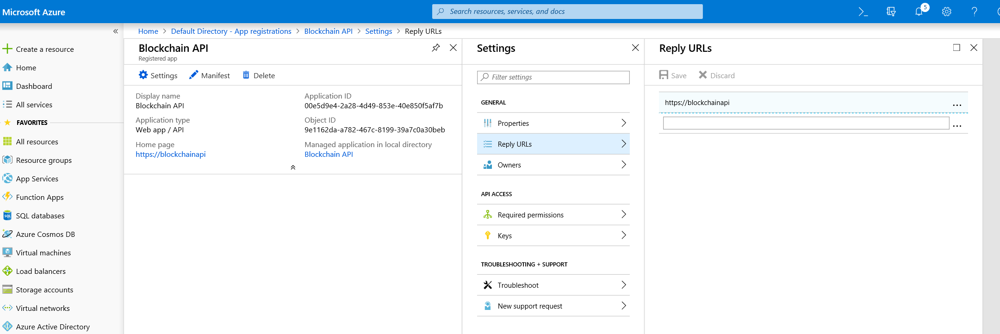 Microsoft Azure
Search resources, services, and docs
5
Home > Default Directory - App registrations > Blockchain API > Settings > Reply URLs
Create a resource
Home
Dashboard
All services
FAVORITES
All resources
Resource groups
App Services
Function Apps
SQL databases
Azure Cosmos DB
Virtual machines
Load balancers
Storage accounts
Virtual networks
Azure Active Directory
Blockchain API
Registered app
Settings Manifest Delete
Display name
Blockchain API
Application type
Web app / API
Home page
https://blockchainapi
Application ID
00e5d9e4-2a28-4d49-853e-40e850f5af7b
Object ID
9e1162da-a782-467c-8199-39a7c0a30beb
Managed application in local directory
Blockchain API
Settings
Filter settings
GENERAL
Properties
Reply URLs
Owners
API ACCESS
Required permissions
Keys
TROUBLESHOOTING + SUPPORT
Troubleshoot
New support request
Reply URLs
Save Discard
https://blockchainapi